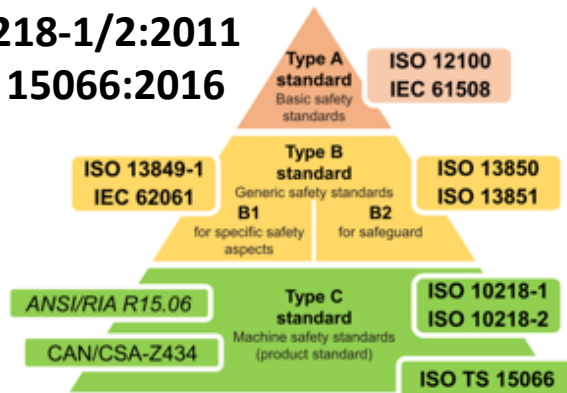 218-1/2:2011
15066:2016
Type A
standard
Basic safety
standards
ISO 12100
IEC 61508
ISO 13849-1
IEC 62061
Type B
standard
Generic safety standards
B1
for specific safety
aspects
B2
for safeguard
ISO 13850
ISO 13851
ANSI/RIA R15.06
CAN/CSA-Z434
Type C
standard
Machine safety standards
(product standard)
ISO 10218-1
ISO 10218-2
ISO TS 15066